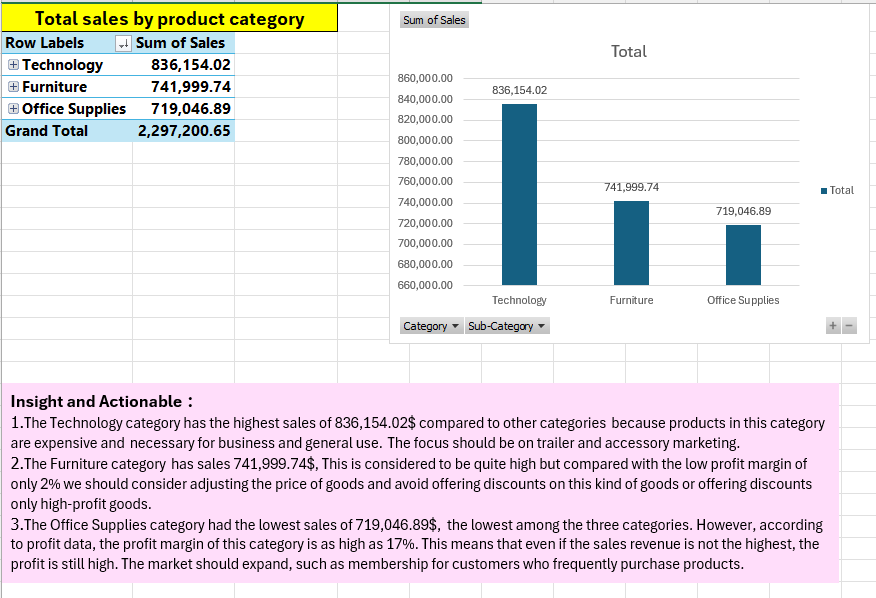 Total sales by product category
Row Labels Sum of Sales
Technology 836,154.02
Furniture 741,999.74
Office Supplies 719,046.89
Grand Total 2,297,200.65
Sum of Sales
Total
860,000.00
840,000.00
820,000.00
800,000.00
780,000.00
760,000.00
740,000.00
720,000.00
700,000.00
680,000.00
660,000.00
836,154.02
741,999.74
719,046.89
Total
Technology Furniture Office Supplies
Category Sub-Category
Insight and Actionable :
1.The Technology category has the highest sales of 836,154.02$ compared to other categories because products in this category
are expensive and necessary for business and general use. The focus should be on trailer and accessory marketing.
2.The Furniture category has sales 741,999.74$, This is considered to be quite high but compared with the low profit margin of
only 2% we should consider adjusting the price of goods and avoid offering discounts on this kind of goods or offering discounts
only high-profit goods.
3.The Office Supplies category had the lowest sales of 719,046.89$, the lowest among the three categories. However, according
to profit data, the profit margin of this category is as high as 17%. This means that even if the sales revenue is not the highest, the
profit is still high. The market should expand, such as membership for customers who frequently purchase products.